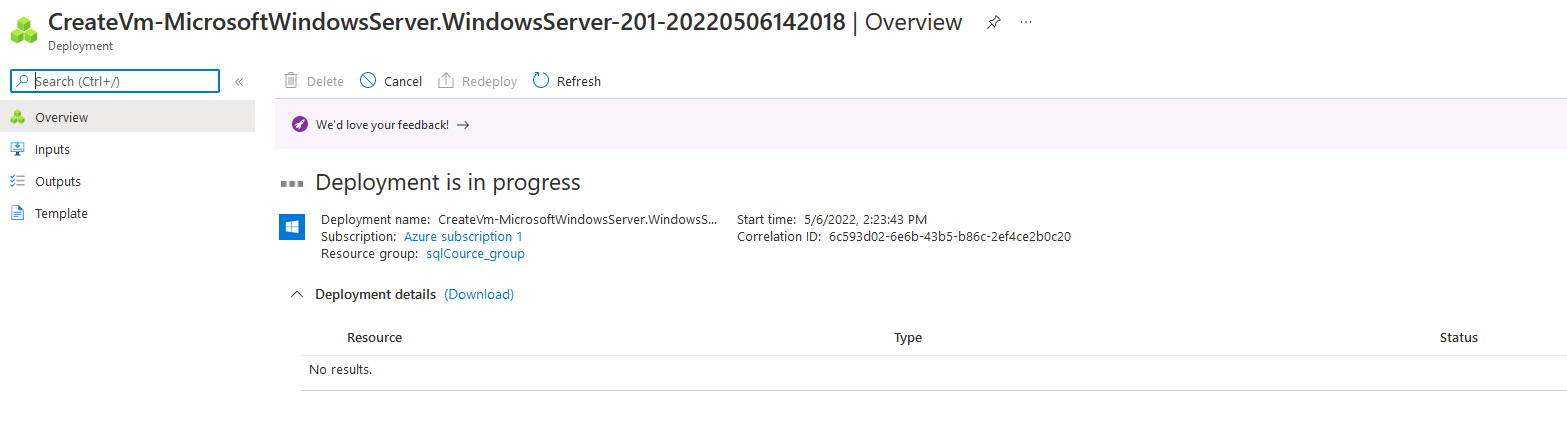 CreateVm-MicrosoftWindowsServer.WindowsServer-201-20220506142018 | Overview
Deployment
Search (Ctrl+/)
«
Delete Cancel Redeploy Refresh
Overview
Inputs
Outputs
Template
We'd love your feedback! →
Deployment is in progress
Deployment name: CreateVm-MicrosoftWindowsServer.WindowsS... Start time: 5/6/2022, 2:23:43 PM
Subscription: Azure subscription 1 Correlation ID: 6c593d02-6e6b-43b5-b86c-2ef4ce2b0c20
Resource group: sqlCource_group
Deployment details (Download)
Resource Type Status
No results.